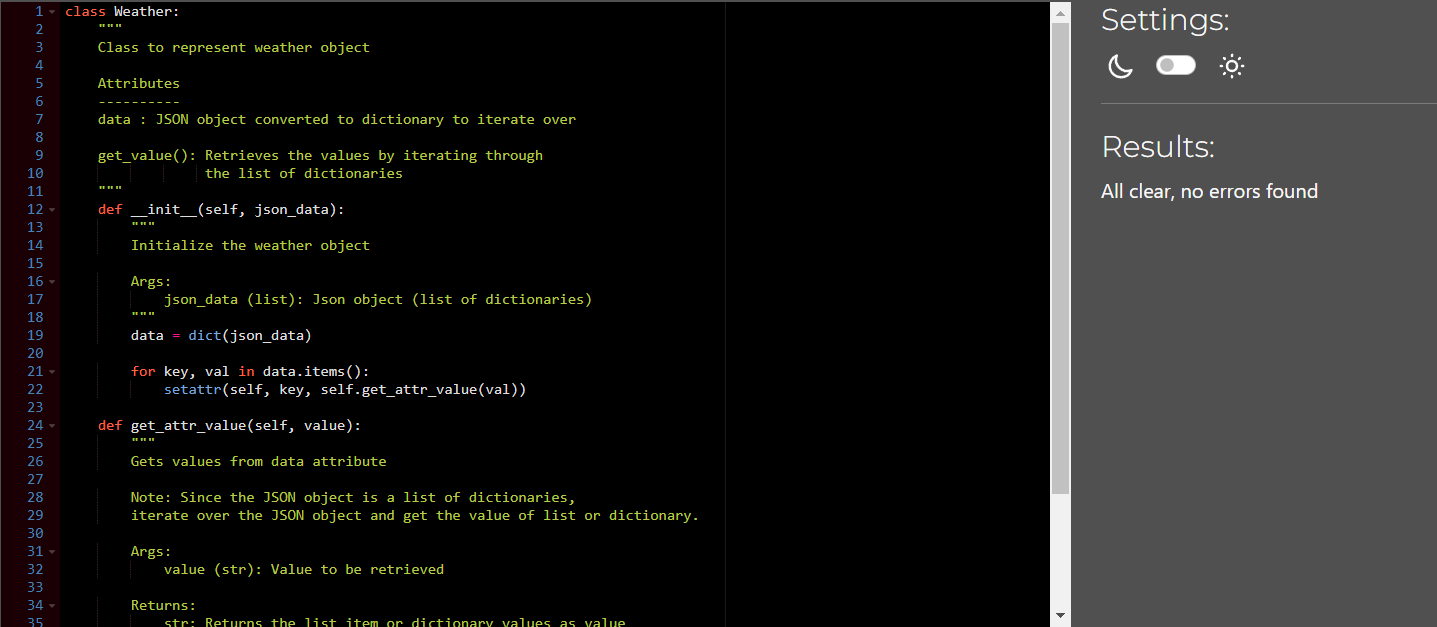 1 class Weather:
2 """
3 Class to represent weather object
4
5 Attributes
6 ----------
7 data : JSON object converted to dictionary to iterate over
8
9 get_value(): Retrieves the values by iterating through
10 the list of dictionaries
11 """
12 def __init__(self, json_data):
13 """
14 Initialize the weather object
15
16 Args:
17 json_data (list): Json object (list of dictionaries)
18 """
19 data = dict(json_data)
20
21 for key, val in data.items():
22 setattr(self, key, self.get_attr_value(val))
23
24 def get_attr_value(self, value):
25 """
26 Gets values from data attribute
27
28 Note: Since the JSON object is a list of dictionaries,
29 iterate over the JSON object and get the value of list or dictionary.
30
31 Args:
32 value (str): Value to be retrieved
33
34 Returns:
35 str: Returns the list item or dictionary values as value
Settings:
Results:
All clear, no errors found